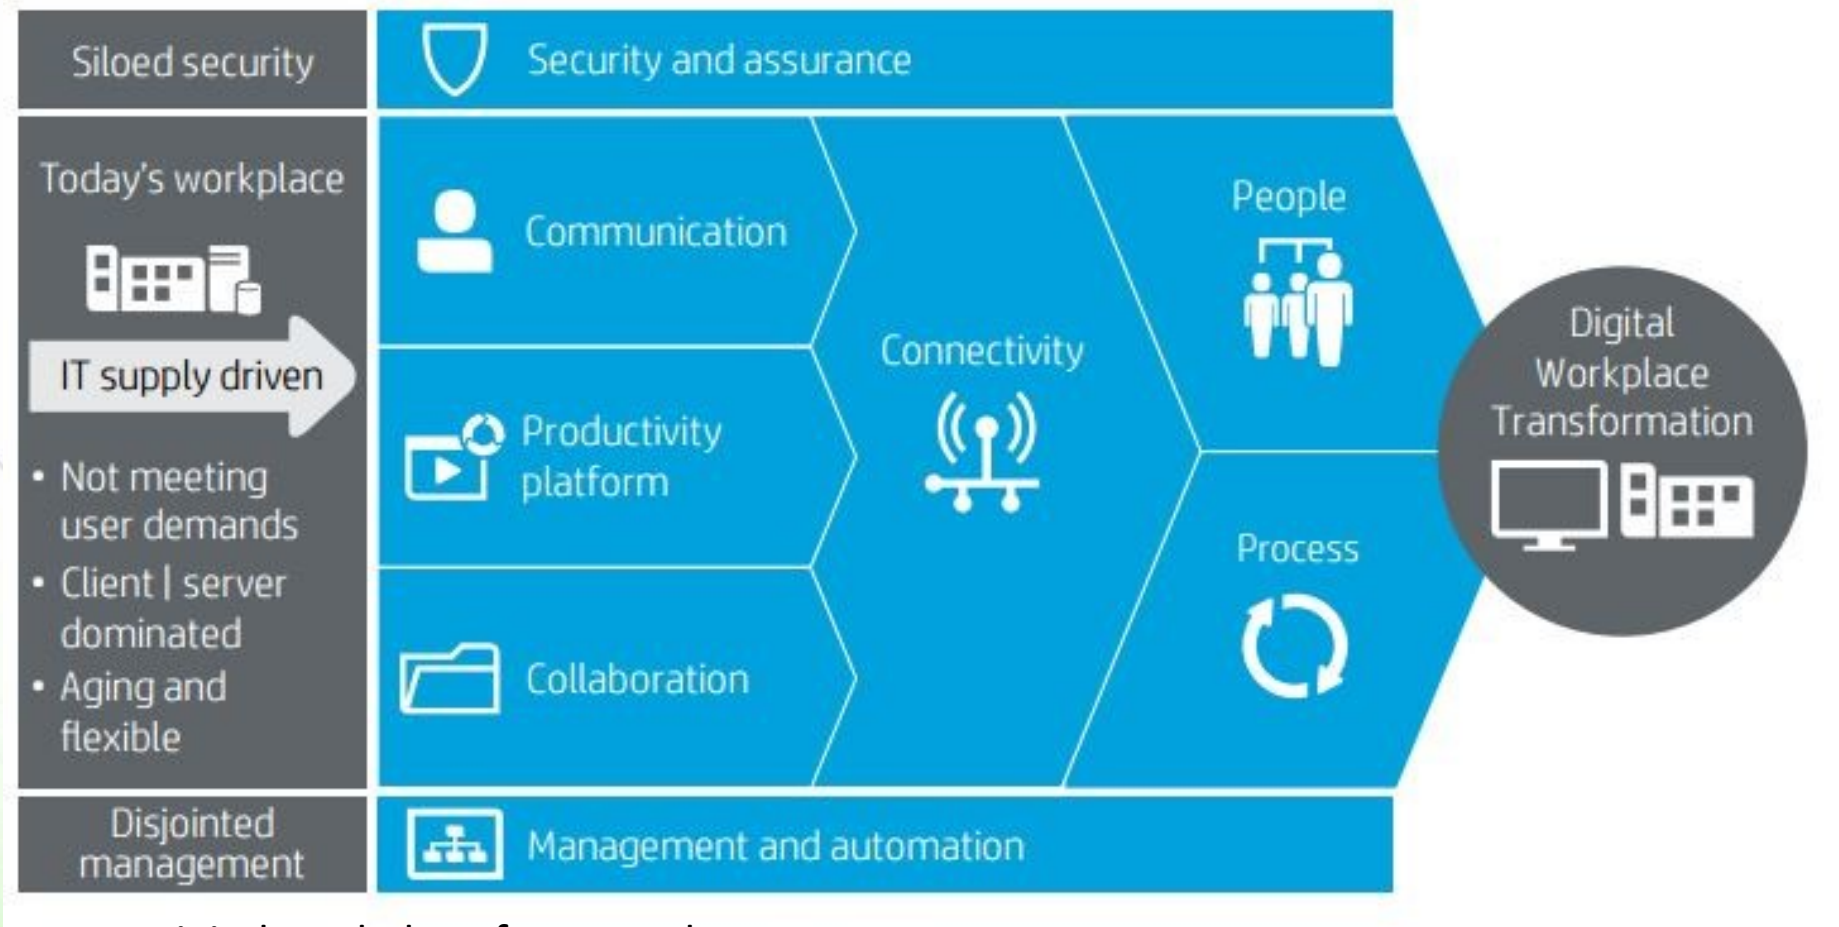 Siloed security
Security and assurance
Today's workplace
IT supply driven
• Not meeting
user demands
• Client | server
dominated
• Aging and
flexible
Communication
Productivity
platform
Collaboration
Connectivity
People
Process
Digital
Workplace
Transformation
Disjointed
management
Management and automation